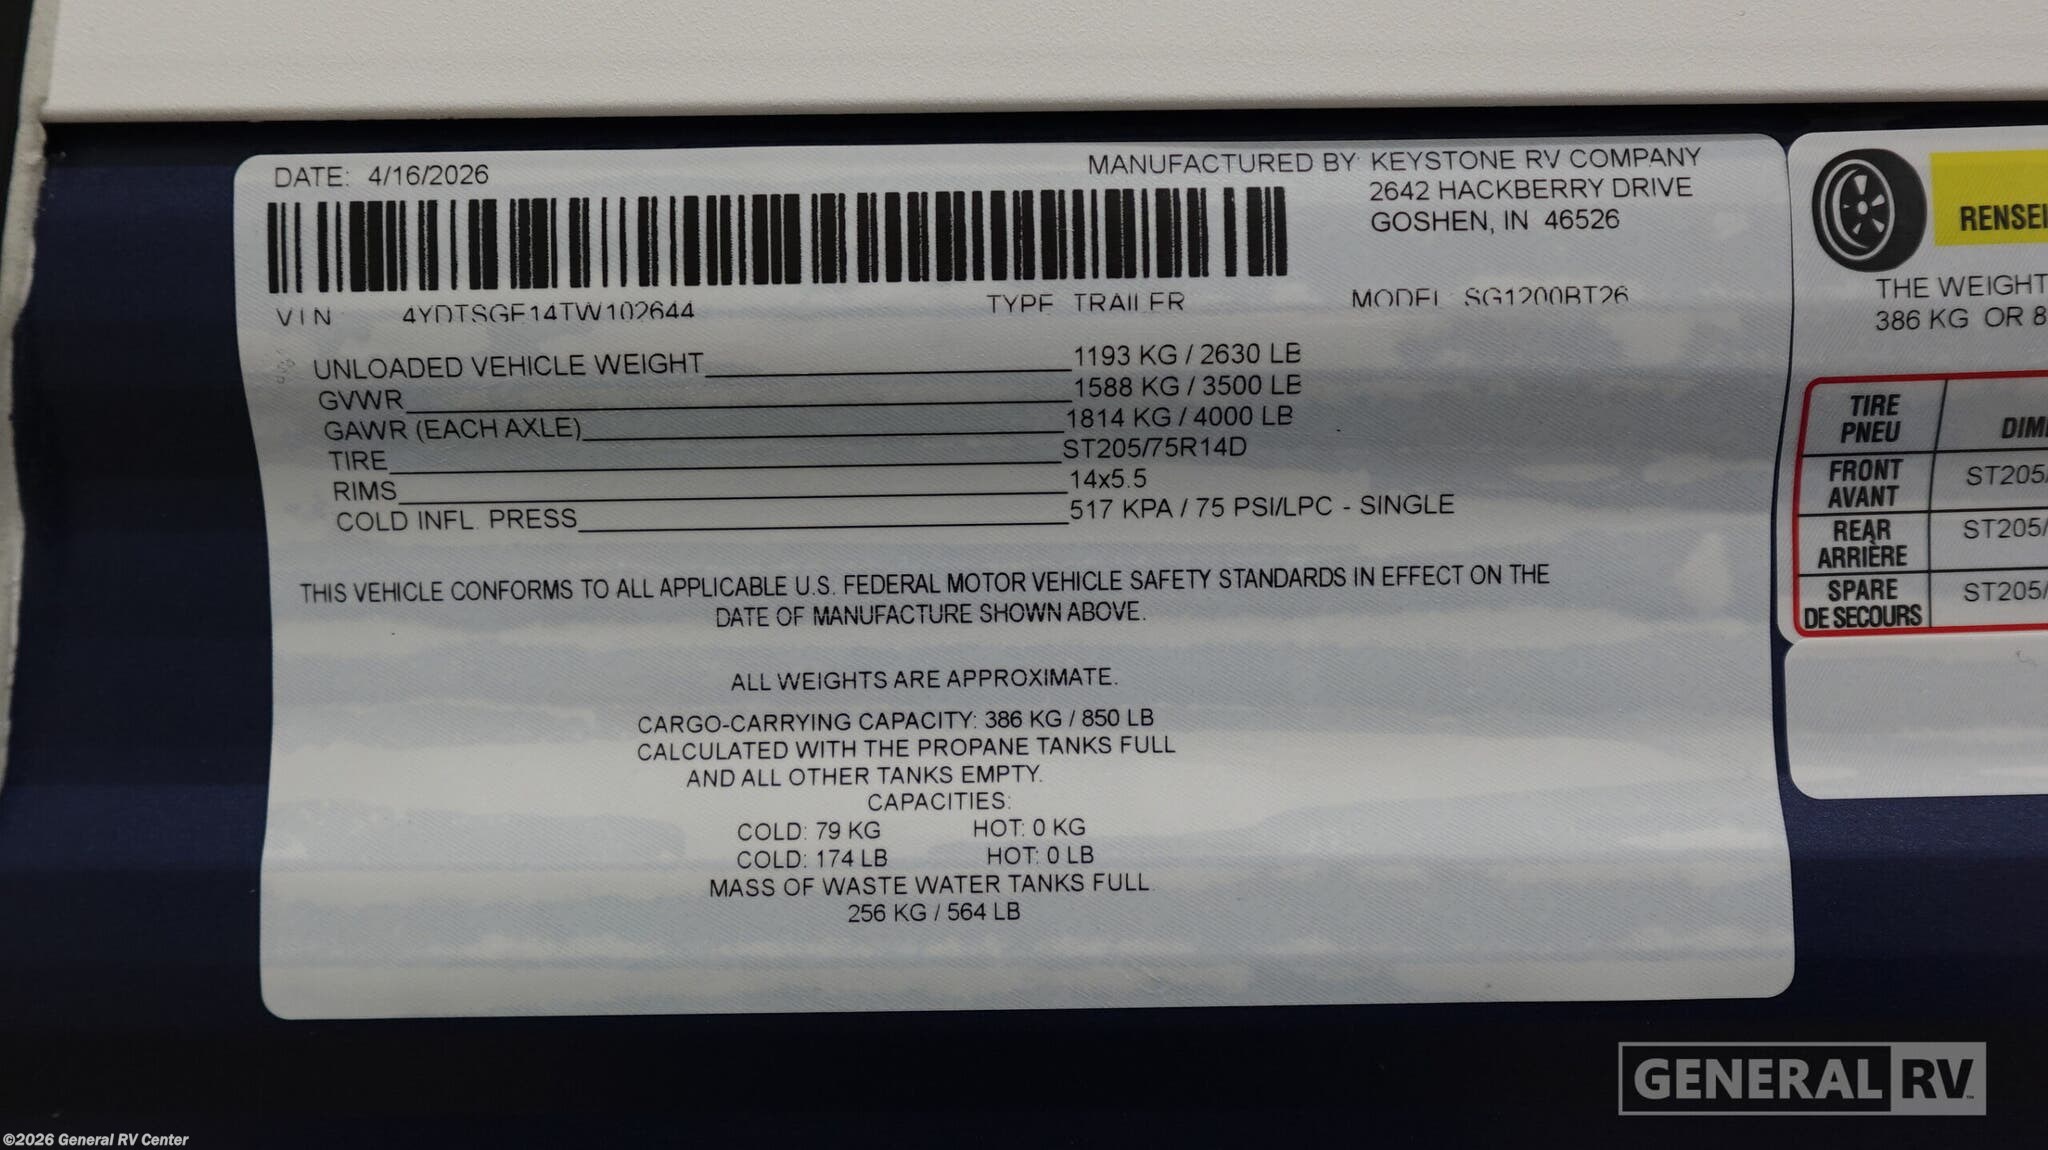 DATE: 4/16/2026
MANUFACTURED BY: KEYSTONE RV COMPANY
2642 HACKBERRY DRIVE
GOSHEN, IN 46526
VIN 4YDTSGE14TW102644 TYPE TRAILER MODEL SG1200BT26
UNLOADED VEHICLE WEIGHT 1193 KG / 2630 LB
GVWR 1588 KG / 3500 LB
GAWR (EACH AXLE) 1814 KG / 4000 LB
TIRE ST205/75R14D
RIMS 14x5.5
COLD INFL. PRESS 517 KPA / 75 PSI/LPC - SINGLE
THIS VEHICLE CONFORMS TO ALL APPLICABLE U.S. FEDERAL MOTOR VEHICLE SAFETY STANDARDS IN EFFECT ON THE
DATE OF MANUFACTURE SHOWN ABOVE.
ALL WEIGHTS ARE APPROXIMATE.
CARGO-CARRYING CAPACITY: 386 KG / 850 LB
CALCULATED WITH THE PROPANE TANKS FULL
AND ALL OTHER TANKS EMPTY.
CAPACITIES:
COLD: 79 KG HOT: 0 KG
COLD: 174 LB HOT: 0 LB
MASS OF WASTE WATER TANKS FULL
256 KG / 564 LB
RENSEI
THE WEIGHT
386 KG OR 8
TIRE
PNEU
DIM
FRONT
AVANT
ST205/
REAR
ARRIÈRE
ST205/
SPARE
DE SECOURS
ST205/
GENERAL RV
©2026 General RV Center